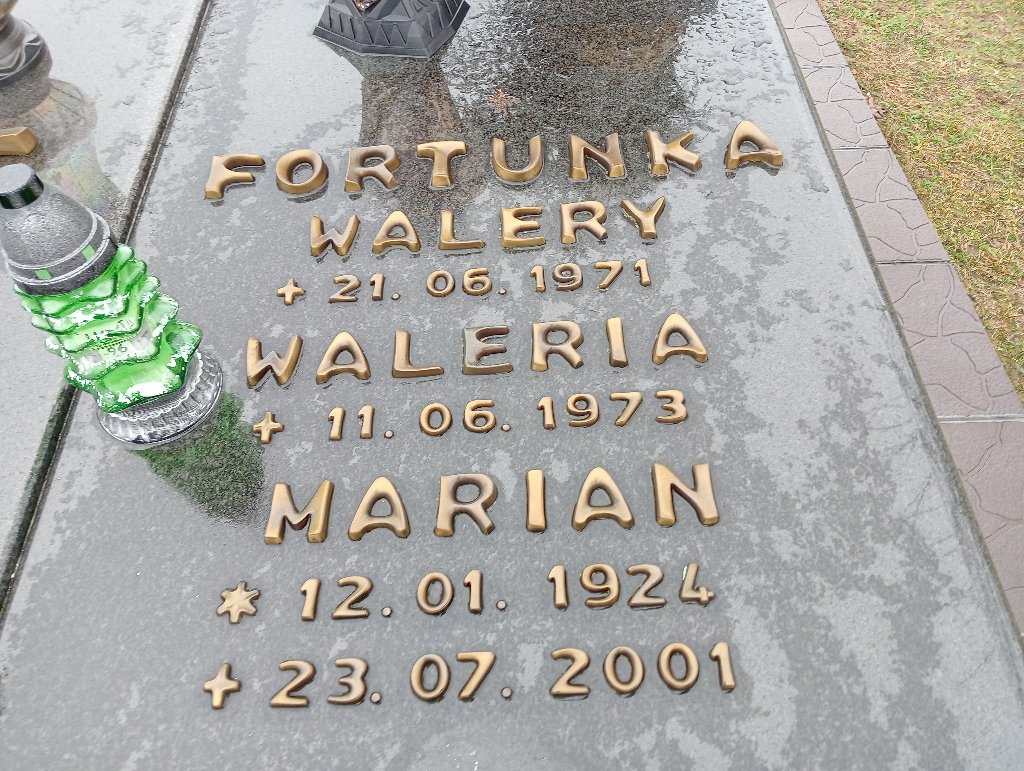 FORTUNKA
WALERY
+ 21. 06. 1971
WALERIA
+ 11. 06. 1973
MARIAN
* 12. 01. 1924
+ 23. 07. 2001